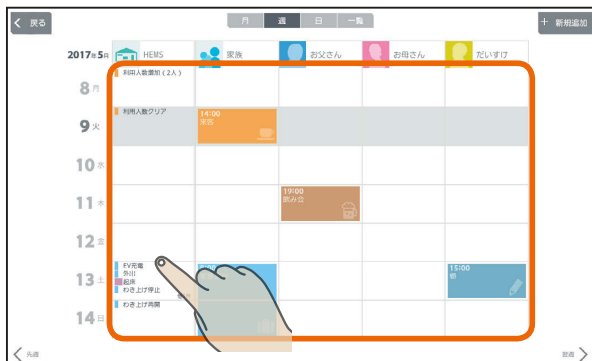 戻る
月 週 日 一覧
+ 新規追加
2017年5月
HEMS
家族
お父さん
お母さん
だいすけ
8月
利用人数増加(2人)
9火
利用人数クリア
14:00
来客
10水
11木
19:00
飲み会
12金
13土
EV充電
外出
起床
わき上げ停止
15:00
塾
14日
わき上げ再開
先週
翌週